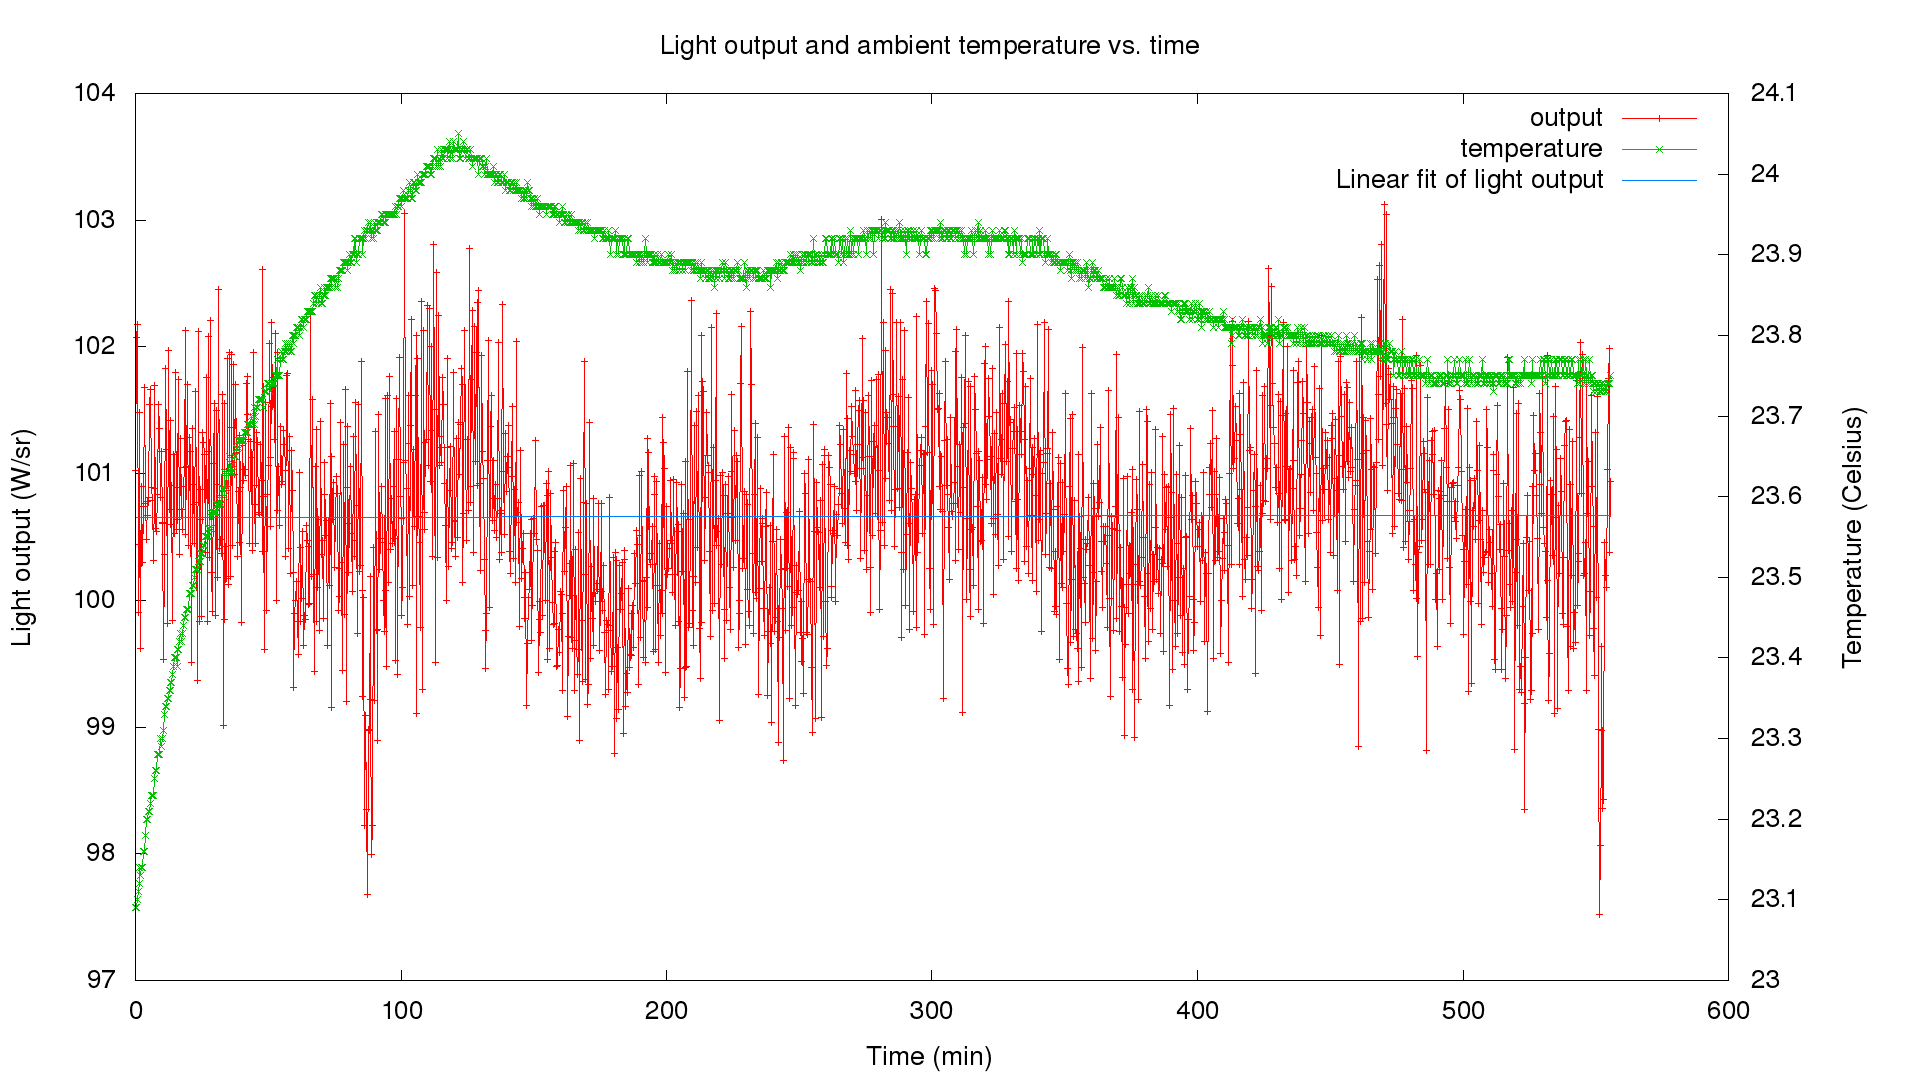 Light output and ambient temperature vs. time
104
103
102
101
100
99
98
97
Light output (W/sr)
24.1
24
23.9
23.8
23.7
23.6
23.5
23.4
23.3
23.2
23.1
23
Temperature (Celsius)
output
temperature
Linear fit of light output
0 100 200 300 400 500 600
Time (min)